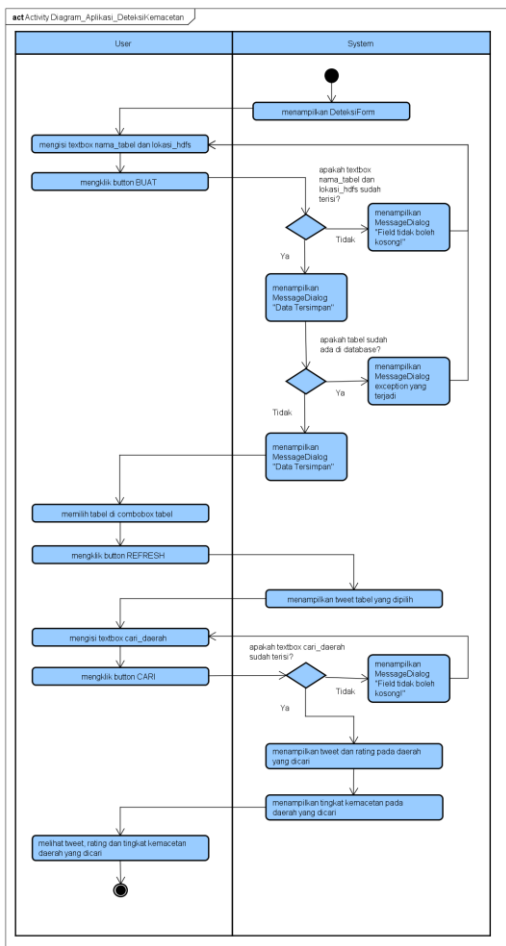 act Activity Diagram_Aplikasi_DeteksiKemacetan
User
System
menampilkan DeteksiForm
mengisi textbox nama_tabel dan lokasi_hdfs
mengklik button BUAT
apakah textbox
nama_tabel dan
lokasi_hdfs sudah
terisi?
Tidak
menampilkan
MessageDialog
"Field tidak boleh
kosong!"
Ya
menampilkan
MessageDialog
"Data Tersimpan"
apakah tabel sudah
ada di database?
Ya
menampilkan
MessageDialog
exception yang
terjadi
Tidak
menampilkan
MessageDialog
"Data Tersimpan"
memilih tabel di combobox tabel
mengklik button REFRESH
menampilkan tweet tabel yang dipilih
mengisi textbox cari_daerah
mengklik button CARI
apakah textbox cari_daerah
sudah terisi?
Tidak
menampilkan
MessageDialog
"Field tidak boleh
kosong!"
Ya
menampilkan tweet dan rating pada daerah
yang dicari
menampilkan tingkat kemacetan pada
daerah yang dicari
melihat tweet, rating dan tingkat kemacetan
daerah yang dicari